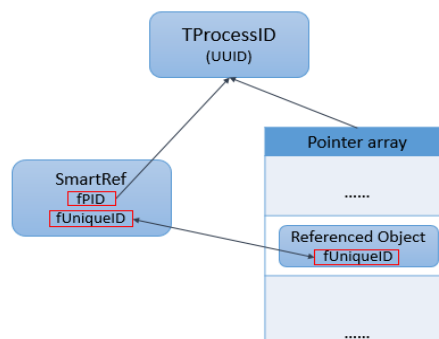 TProcessID
(UUID)
Pointer array
SmartRef
fPID
fUniqueID
......
Referenced Object
fUniqueID
......